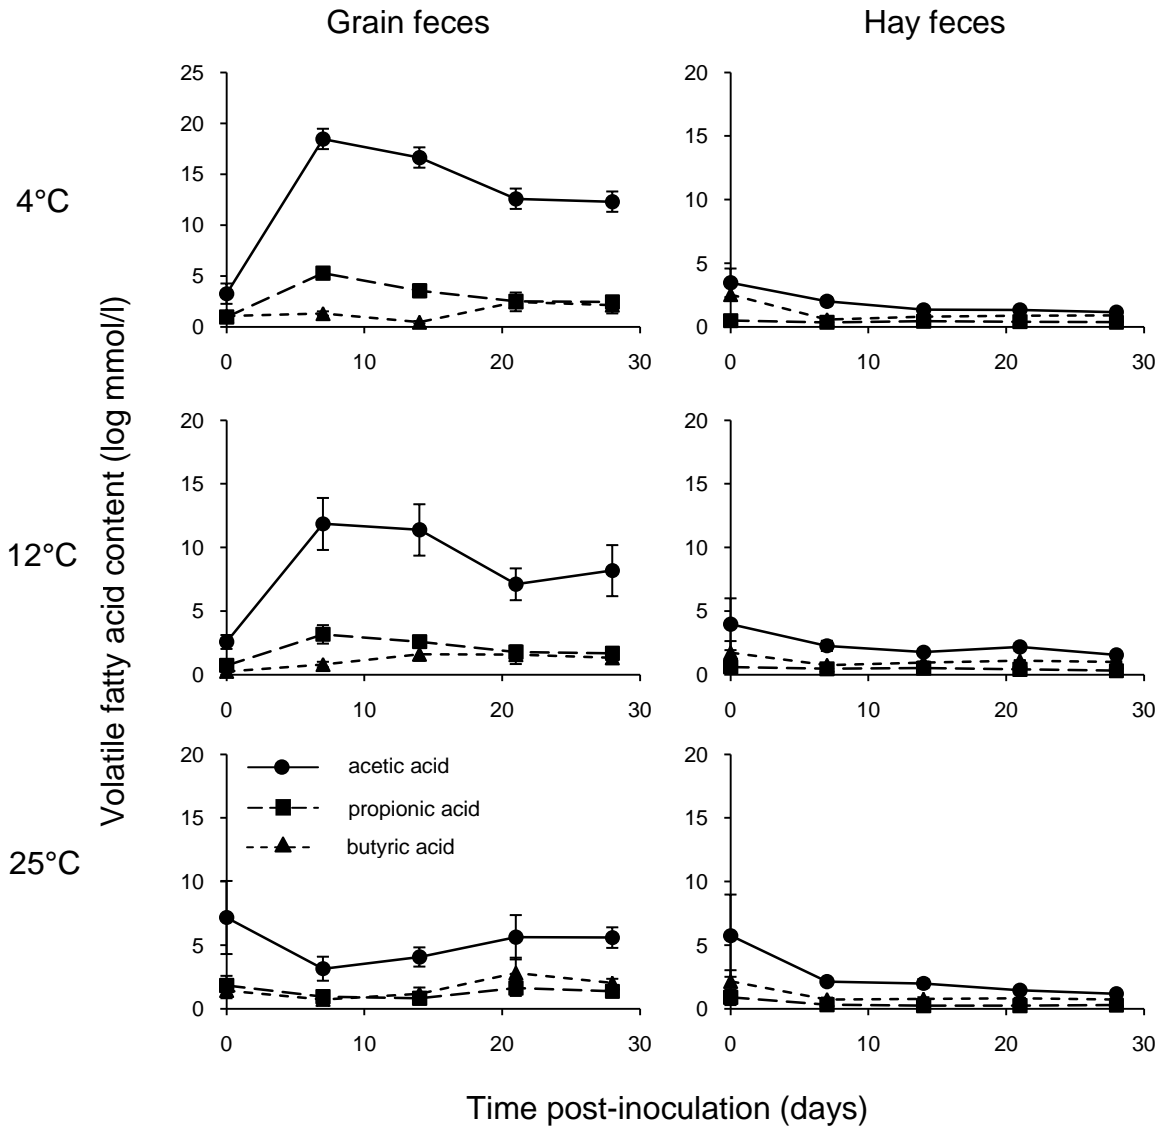 Grain feces
Hay feces
4°C
25
20
15
10
5
0
0 10 20 30
20
15
10
5
0
0 10 20 30
Volatile fatty acid content (log mmol/l)
12°C
20
15
10
5
0
0 10 20 30
20
15
10
5
0
0 10 20 30
25°C
20
15
10
5
0
0 10 20 30
acetic acid
propionic acid
butyric acid
20
15
10
5
0
0 10 20 30
Time post-inoculation (days)